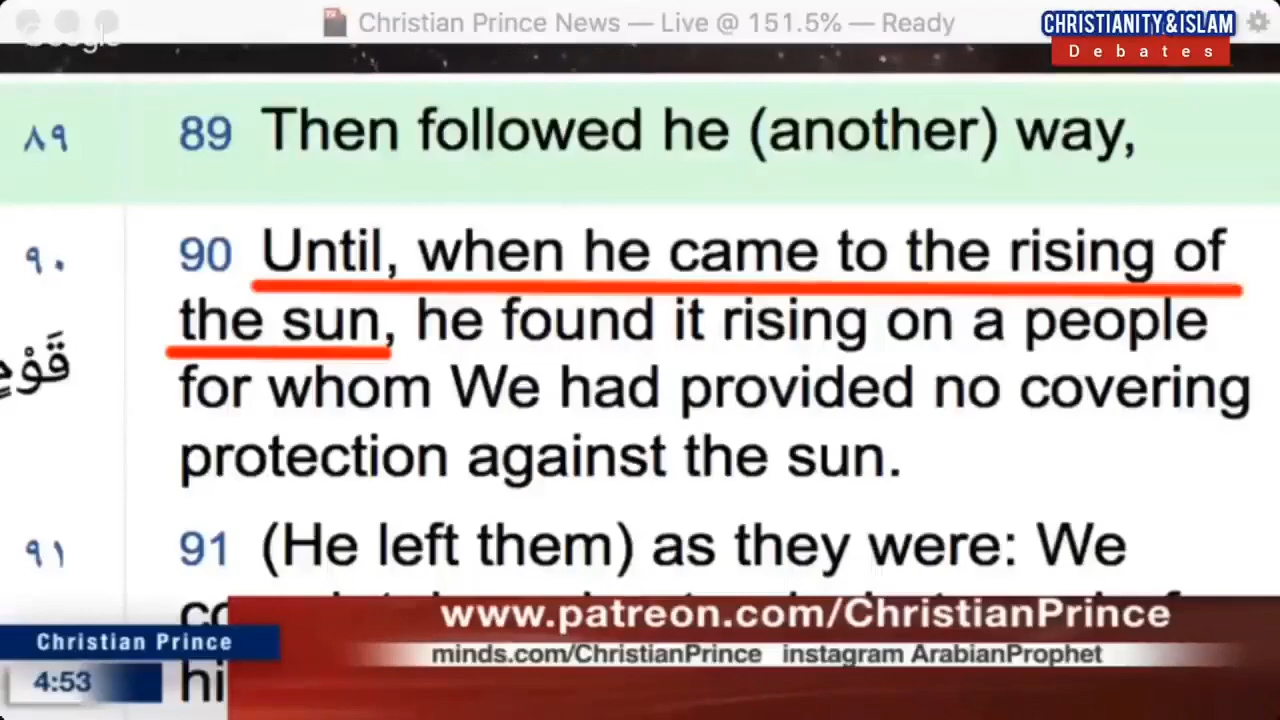 Christian Prince News — Live @ 151.5% — Ready
CHRISTIANITY & ISLAM
Debates
Google
٨٩ 89 Then followed he (another) way,
٩٠ 90 Until, when he came to the rising of
the sun, he found it rising on a people
for whom We had provided no covering
protection against the sun.
٩١ 91 (He left them) as they were: We
www.patreon.com/ChristianPrince
Christian Prince
minds.com/ChristianPrince instagram ArabianProphet
4:53
hi